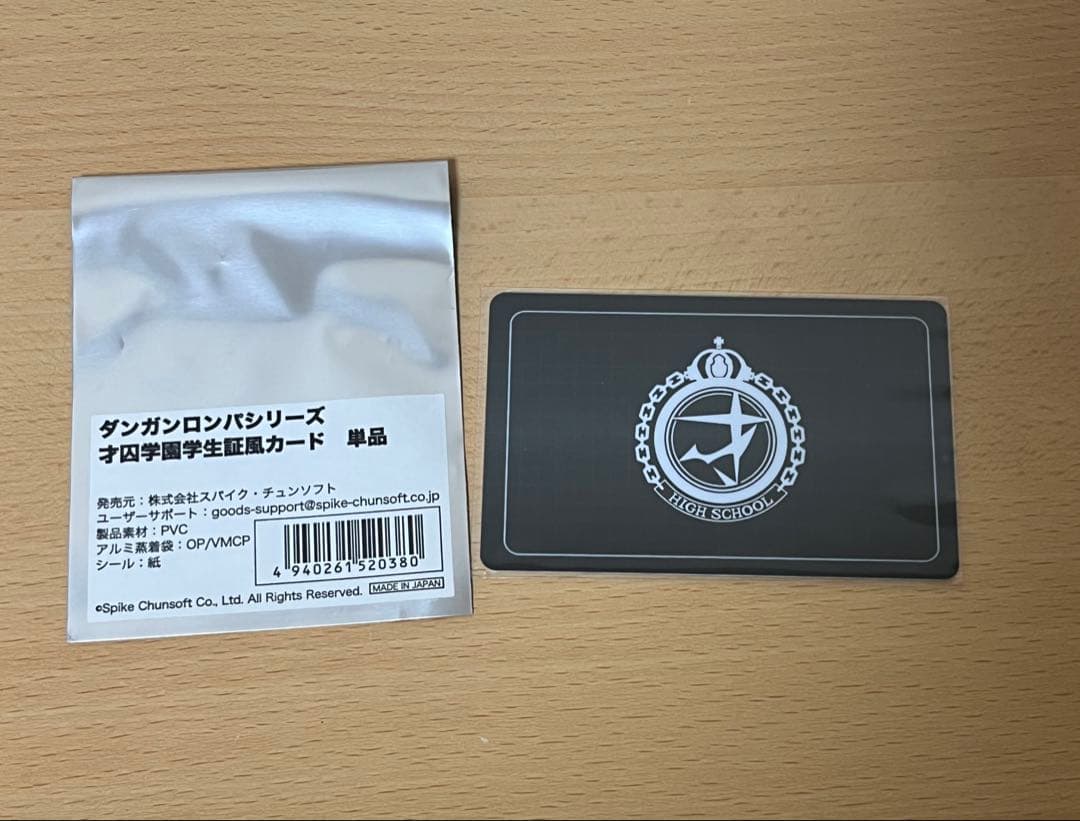 ダンガンロンパシリーズ
才囚学園学生証風カード　単品
発売元：株式会社スパイク・チュンソフト
ユーザーサポート：goods-support@spike-chunsoft.co.jp
製品素材：PVC
アルミ蒸着袋：OP/VMCP
シール：紙
4 940261 520380
MADE IN JAPAN
©Spike Chunsoft Co., Ltd. All Rights Reserved.
才
HIGH SCHOOL